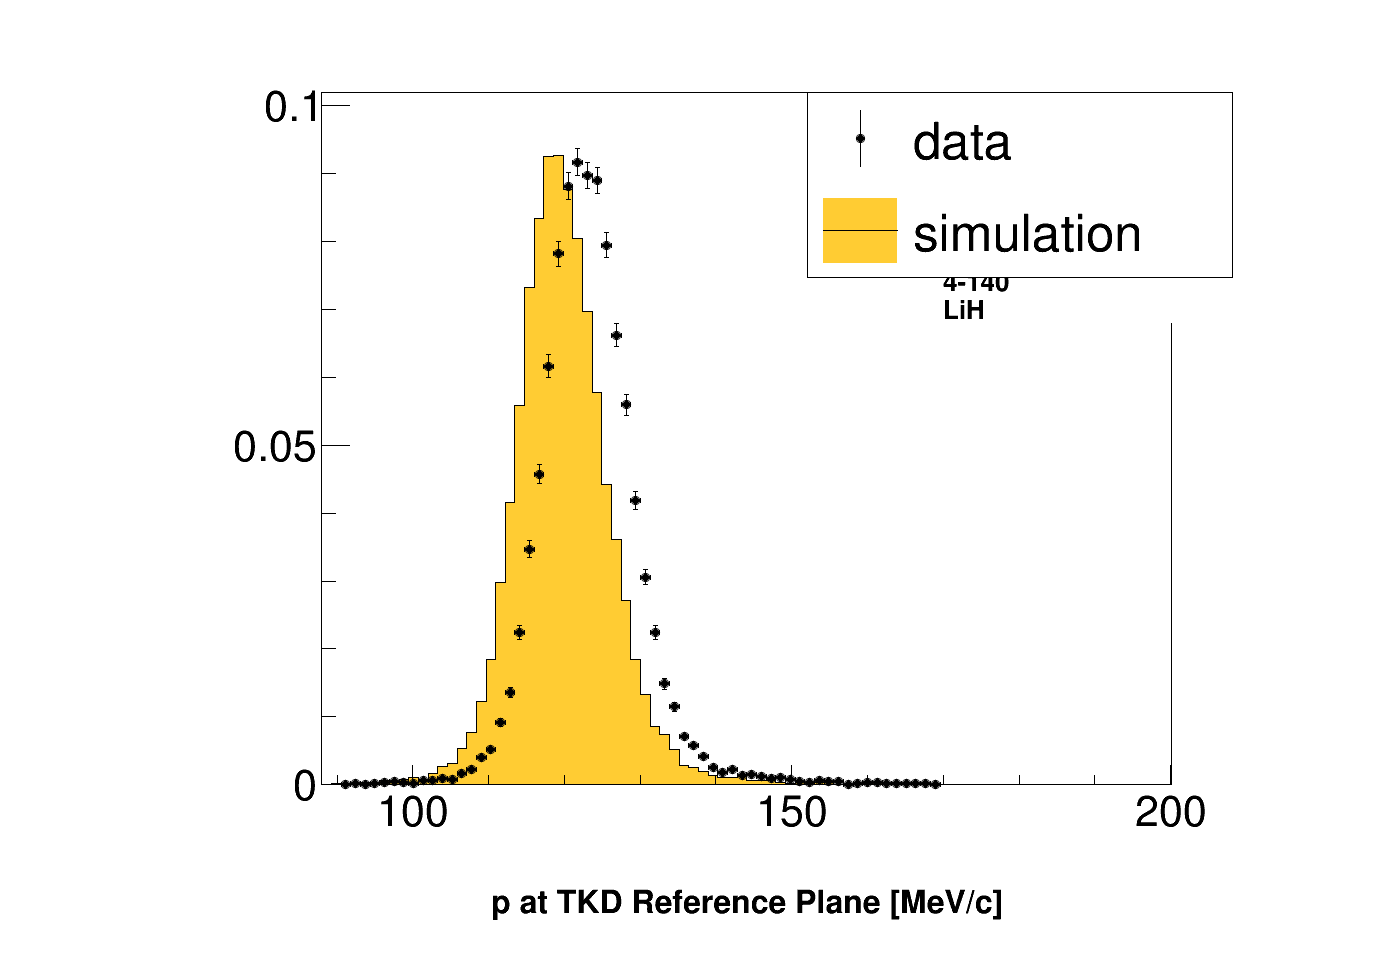 0.1
data
simulation
4-140
LiH
0.05
0
100
150
200
p at TKD Reference Plane [MeV/c]